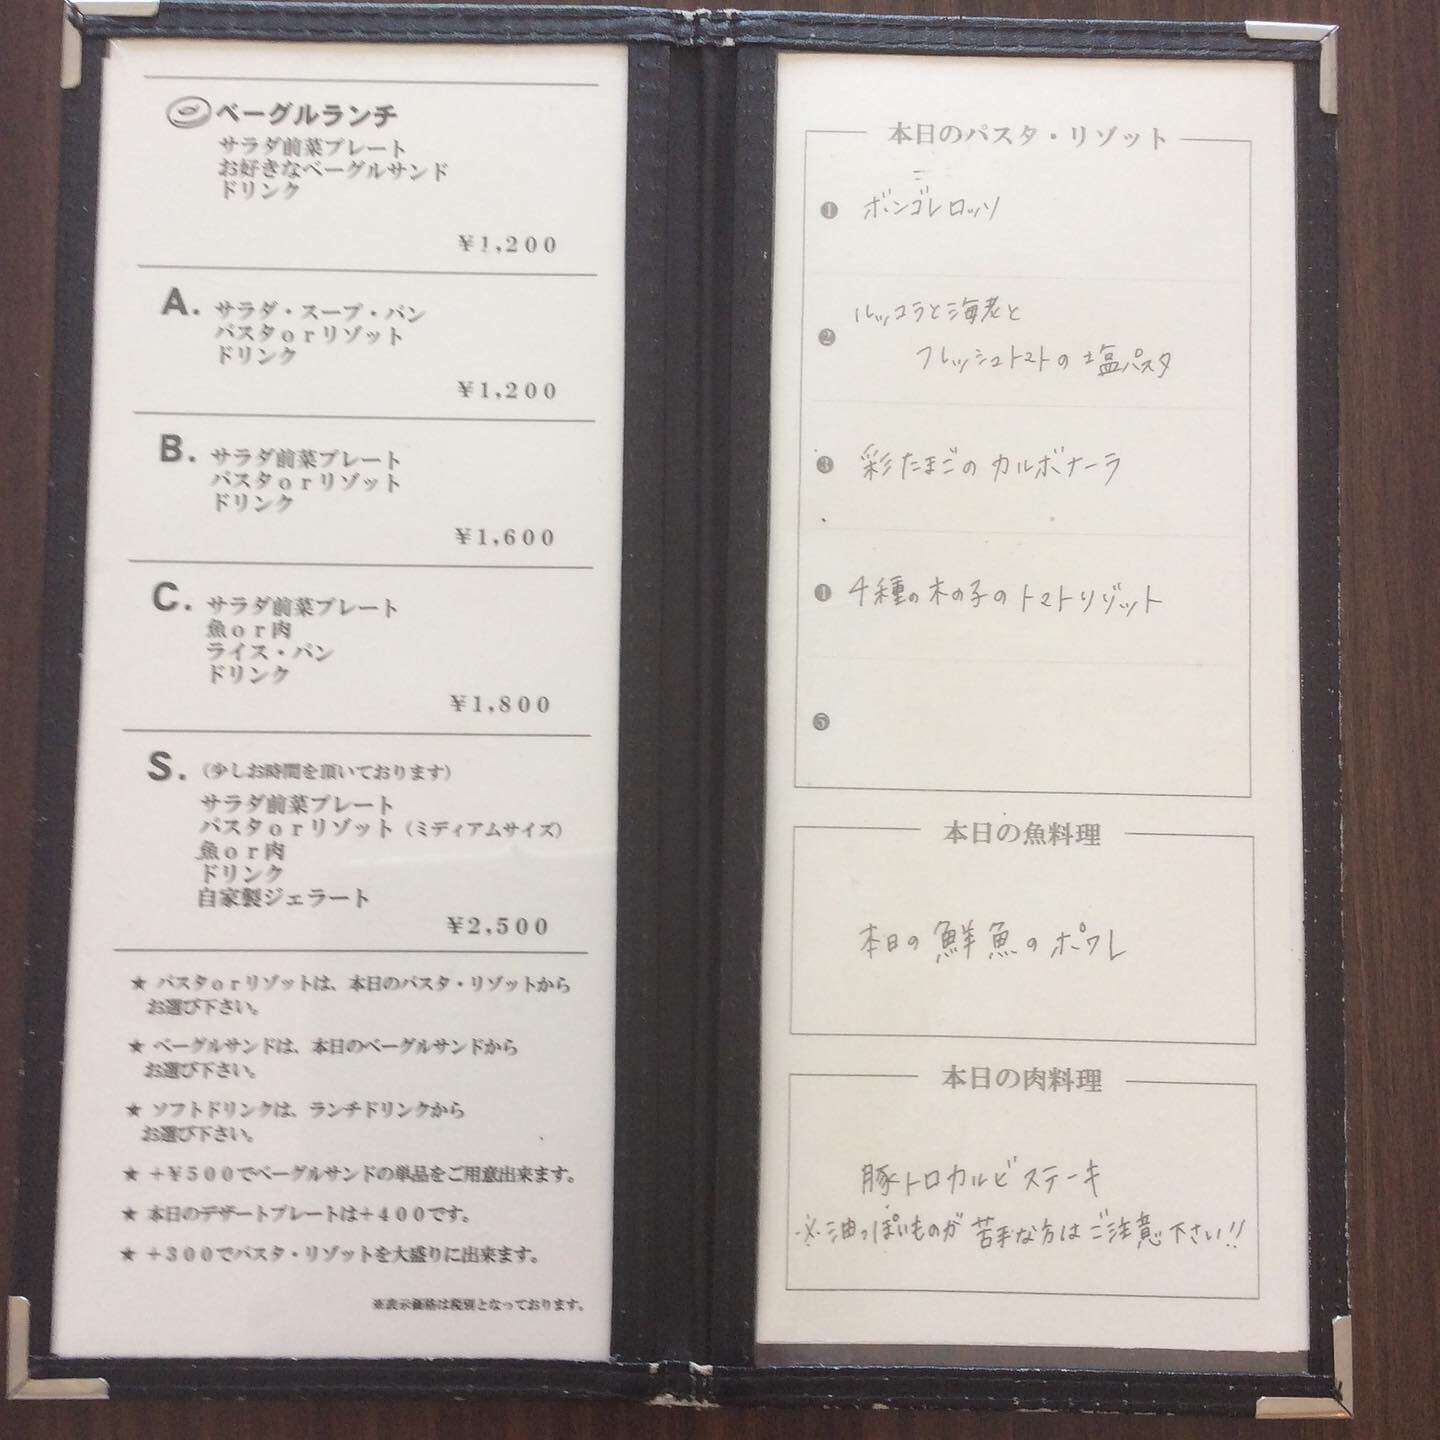 ベーグルランチ
サラダ前菜プレート
お好きなベーグルサンド
ドリンク
¥1,200
A.
サラダ・スープ・パン
パスタorリゾット
ドリンク
¥1,200
B.
サラダ前菜プレート
パスタorリゾット
ドリンク
¥1,600
C.
サラダ前菜プレート
魚or肉
ライス・パン
ドリンク
¥1,800
S.(少しお時間を頂いております)
サラダ前菜プレート
パスタorリゾット(ミディアムサイズ)
魚or肉
ドリンク
自家製ジェラート
¥2,500
★ パスタorリゾットは、本日のパスタ・リゾットから
お選び下さい。
★ ベーグルサンドは、本日のベーグルサンドから
お選び下さい。
★ ソフトドリンクは、ランチドリンクから
お選び下さい。
★ +¥500でベーグルサンドの単品をご用意出来ます。
★ 本日のデザートプレートは+400です。
★ +300でパスタ・リゾットを大盛りに出来ます。
※表示価格は税別となっております。
本日のパスタ・リゾット
❶ ボンゴレロッソ
❷ ルッコラと海老と
フレッシュトマトの塩パスタ
❸ 彩たまごのカルボナーラ
❶ 4種の木の子のトマトリゾット
❺
本日の魚料理
本日の鮮魚のポワレ
本日の肉料理
豚トロカルビステーキ
※油っぽいものが苦手な方はご注意下さい!!